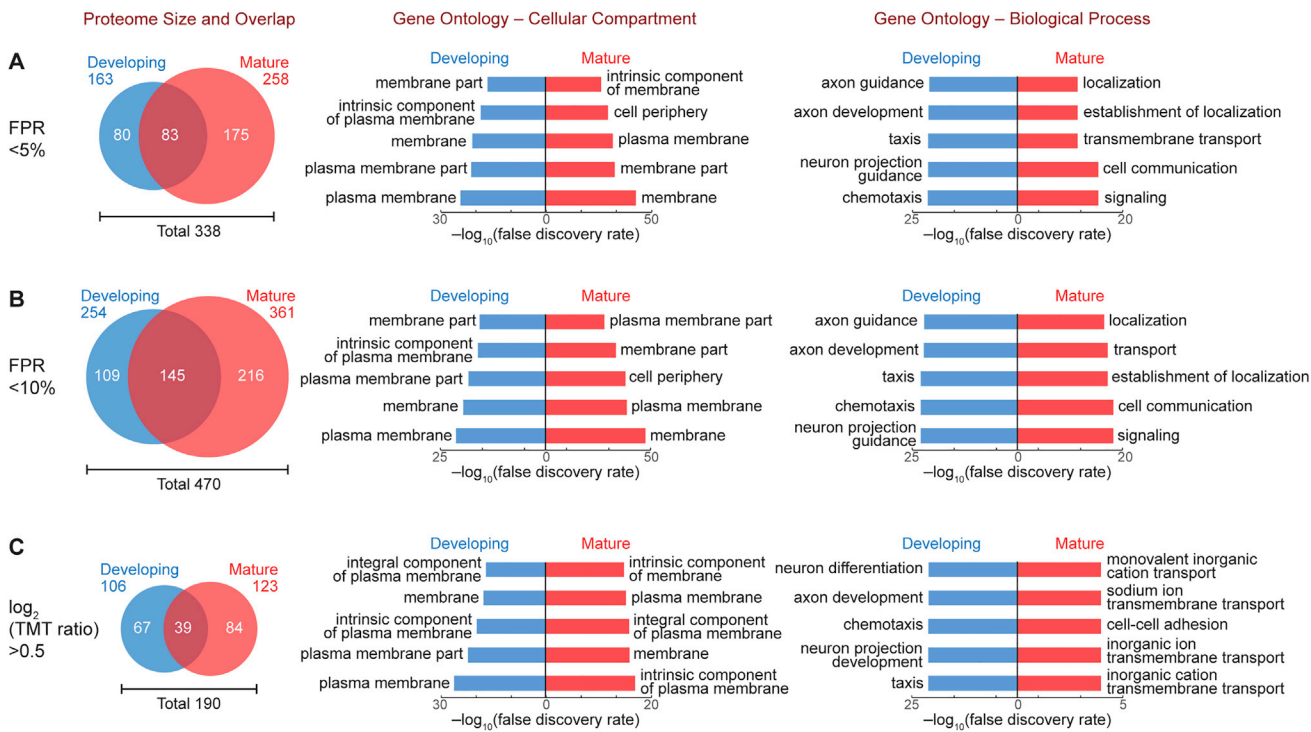 Proteome Size and Overlap
Gene Ontology – Cellular Compartment
Gene Ontology – Biological Process
A
FPR
<5%
Developing
163
Mature
258
80
83
175
Total 338
Developing
Mature
membrane part
intrinsic component
of plasma membrane
membrane
plasma membrane part
plasma membrane
intrinsic component
of membrane
cell periphery
plasma membrane
membrane part
membrane
30
0
50
–log10(false discovery rate)
Developing
Mature
axon guidance
axon development
taxis
neuron projection
guidance
chemotaxis
localization
establishment of localization
transmembrane transport
cell communication
signaling
25
0
20
–log10(false discovery rate)
B
FPR
<10%
Developing
254
Mature
361
109
145
216
Total 470
Developing
Mature
membrane part
intrinsic component
of plasma membrane
plasma membrane part
membrane
plasma membrane
plasma membrane part
membrane part
cell periphery
plasma membrane
membrane
25
0
50
–log10(false discovery rate)
Developing
Mature
axon guidance
axon development
taxis
chemotaxis
neuron projection
guidance
localization
transport
establishment of localization
cell communication
signaling
25
0
20
–log10(false discovery rate)
C
log2
(TMT ratio)
>0.5
Developing
106
Mature
123
67
39
84
Total 190
Developing
Mature
integral component
of plasma membrane
membrane
intrinsic component
of plasma membrane
plasma membrane part
plasma membrane
intrinsic component
of membrane
plasma membrane
integral component
of plasma membrane
membrane
intrinsic component
of plasma membrane
30
0
20
–log10(false discovery rate)
Developing
Mature
neuron differentiation
axon development
chemotaxis
neuron projection
development
taxis
monovalent inorganic
cation transport
sodium ion
transmembrane transport
cell-cell adhesion
inorganic ion
transmembrane transport
inorganic cation
transmembrane transport
25
0
5
–log10(false discovery rate)